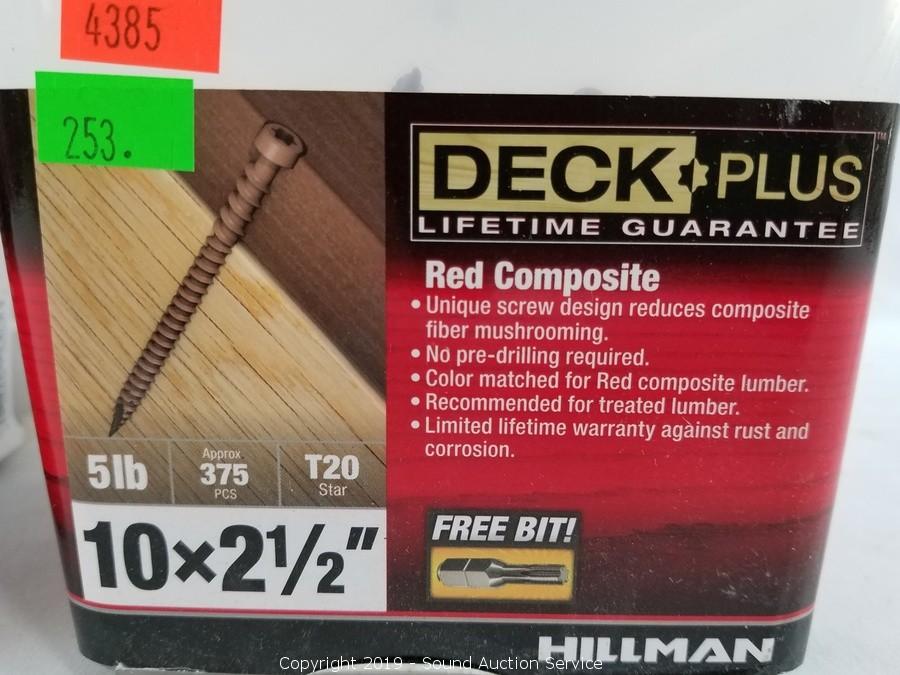 4385
253.
DECK PLUS™
LIFETIME GUARANTEE
Red Composite
• Unique screw design reduces composite
fiber mushrooming.
• No pre-drilling required.
• Color matched for Red composite lumber.
• Recommended for treated lumber.
• Limited lifetime warranty against rust and
corrosion.
5lb
Approx
375
PCS
T20
Star
10×2½"
FREE BIT!
HILLMAN
Copyright 2019 - Sound Auction Service